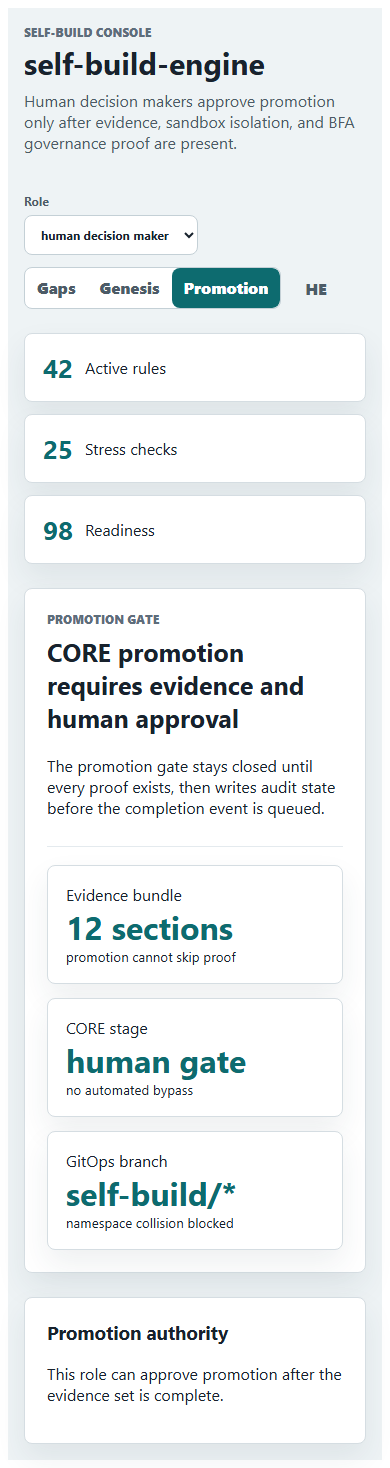 SELF-BUILD CONSOLE
self-build-engine
Human decision makers approve promotion
only after evidence, sandbox isolation, and BFA
governance proof are present.
Role
human decision maker
Gaps Genesis Promotion HE
42 Active rules
25 Stress checks
98 Readiness
PROMOTION GATE
CORE promotion
requires evidence and
human approval
The promotion gate stays closed until
every proof exists, then writes audit state
before the completion event is queued.
Evidence bundle
12 sections
promotion cannot skip proof
CORE stage
human gate
no automated bypass
GitOps branch
self-build/*
namespace collision blocked
Promotion authority
This role can approve promotion after the
evidence set is complete.